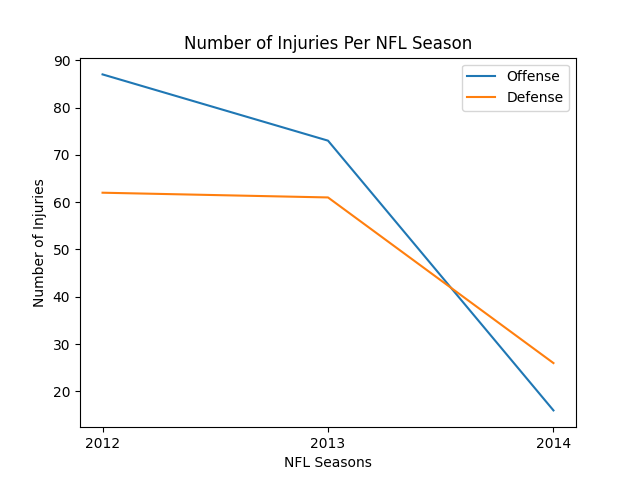 Number of Injuries Per NFL Season
Offense
Defense
Number of Injuries
90
80
70
60
50
40
30
20
2012
2013
2014
NFL Seasons